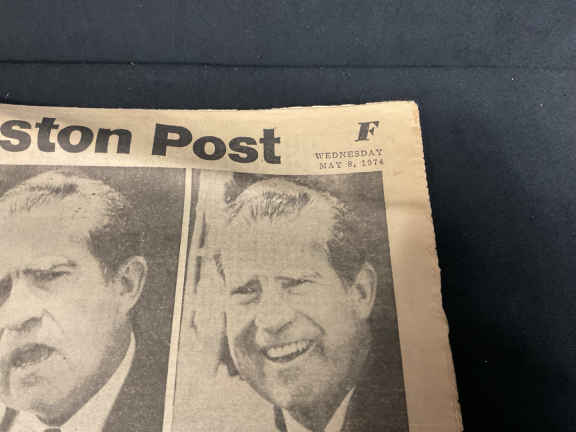 ston Post
F
WEDNESDAY
MAY 8, 1974